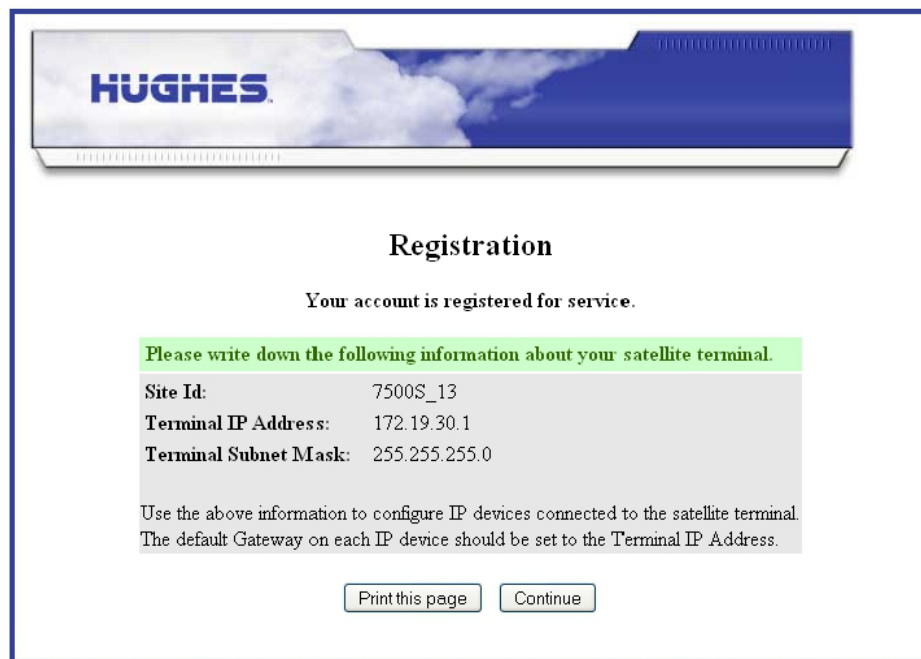 HUGHES
Registration
Your account is registered for service.
Please write down the following information about your satellite terminal.
Site Id: 7500S_13
Terminal IP Address: 172.19.30.1
Terminal Subnet Mask: 255.255.255.0
Use the above information to configure IP devices connected to the satellite terminal.
The default Gateway on each IP device should be set to the Terminal IP Address.
Print this page Continue